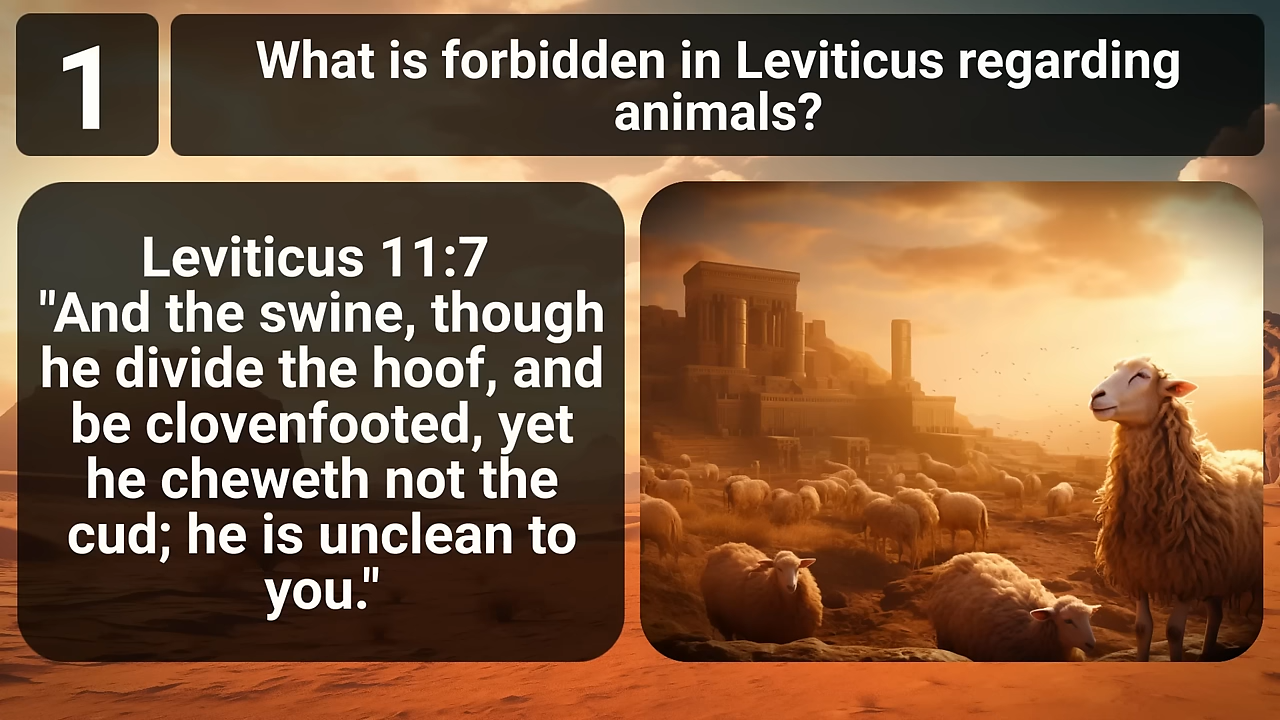 1
What is forbidden in Leviticus regarding
animals?
Leviticus 11:7
"And the swine, though
he divide the hoof, and
be clovenfooted, yet
he cheweth not the
cud; he is unclean to
you."